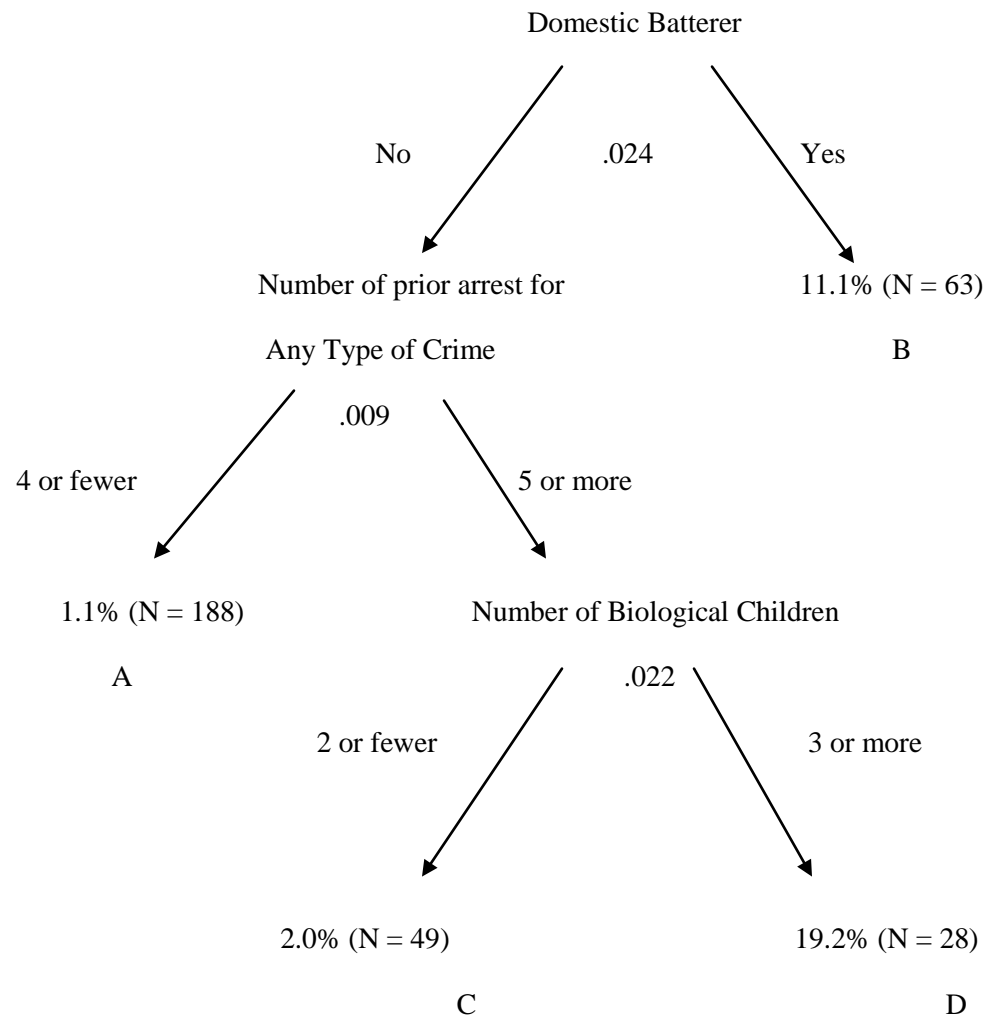 Domestic Batterer
No .024 Yes
Number of prior arrest for 11.1% (N = 63)
Any Type of Crime B
.009
4 or fewer 5 or more
1.1% (N = 188) Number of Biological Children
A .022
2 or fewer 3 or more
2.0% (N = 49) 19.2% (N = 28)
C D